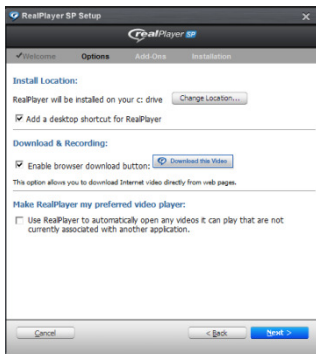 RealPlayer SP Setup
realPlayer SP
Welcome Options Add-Ons Installation
Install Location:
RealPlayer will be installed on your c: drive Change Location...
Add a desktop shortcut for RealPlayer
Download & Recording:
Enable browser download button: Download this Video
This option allows you to download Internet video directly from web pages.
Make RealPlayer my preferred video player:
Use RealPlayer to automatically open any videos it can play that are not
currently associated with another application.
Cancel < Back Next >